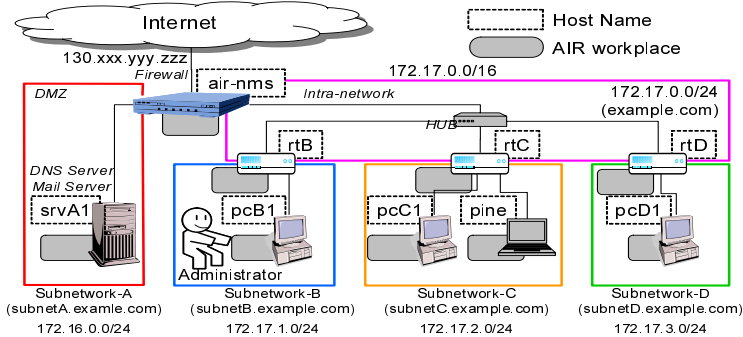 Internet
Host Name
AIR workplace
130.xxx.yyy.zzz
Firewall
air-nms
172.17.0.0/16
DMZ
Intra-network
172.17.0.0/24
(example.com)
HUB
rtB
rtC
rtD
DNS Server
Mail Server
srvA1
pcB1
pcC1
pine
pcD1
Administrator
Subnetwork-A
(subnetA.examle.com)
172.16.0.0/24
Subnetwork-B
(subnetB.example.com)
172.17.1.0/24
Subnetwork-C
(subnetC.example.com)
172.17.2.0/24
Subnetwork-D
(subnetD.example.com)
172.17.3.0/24